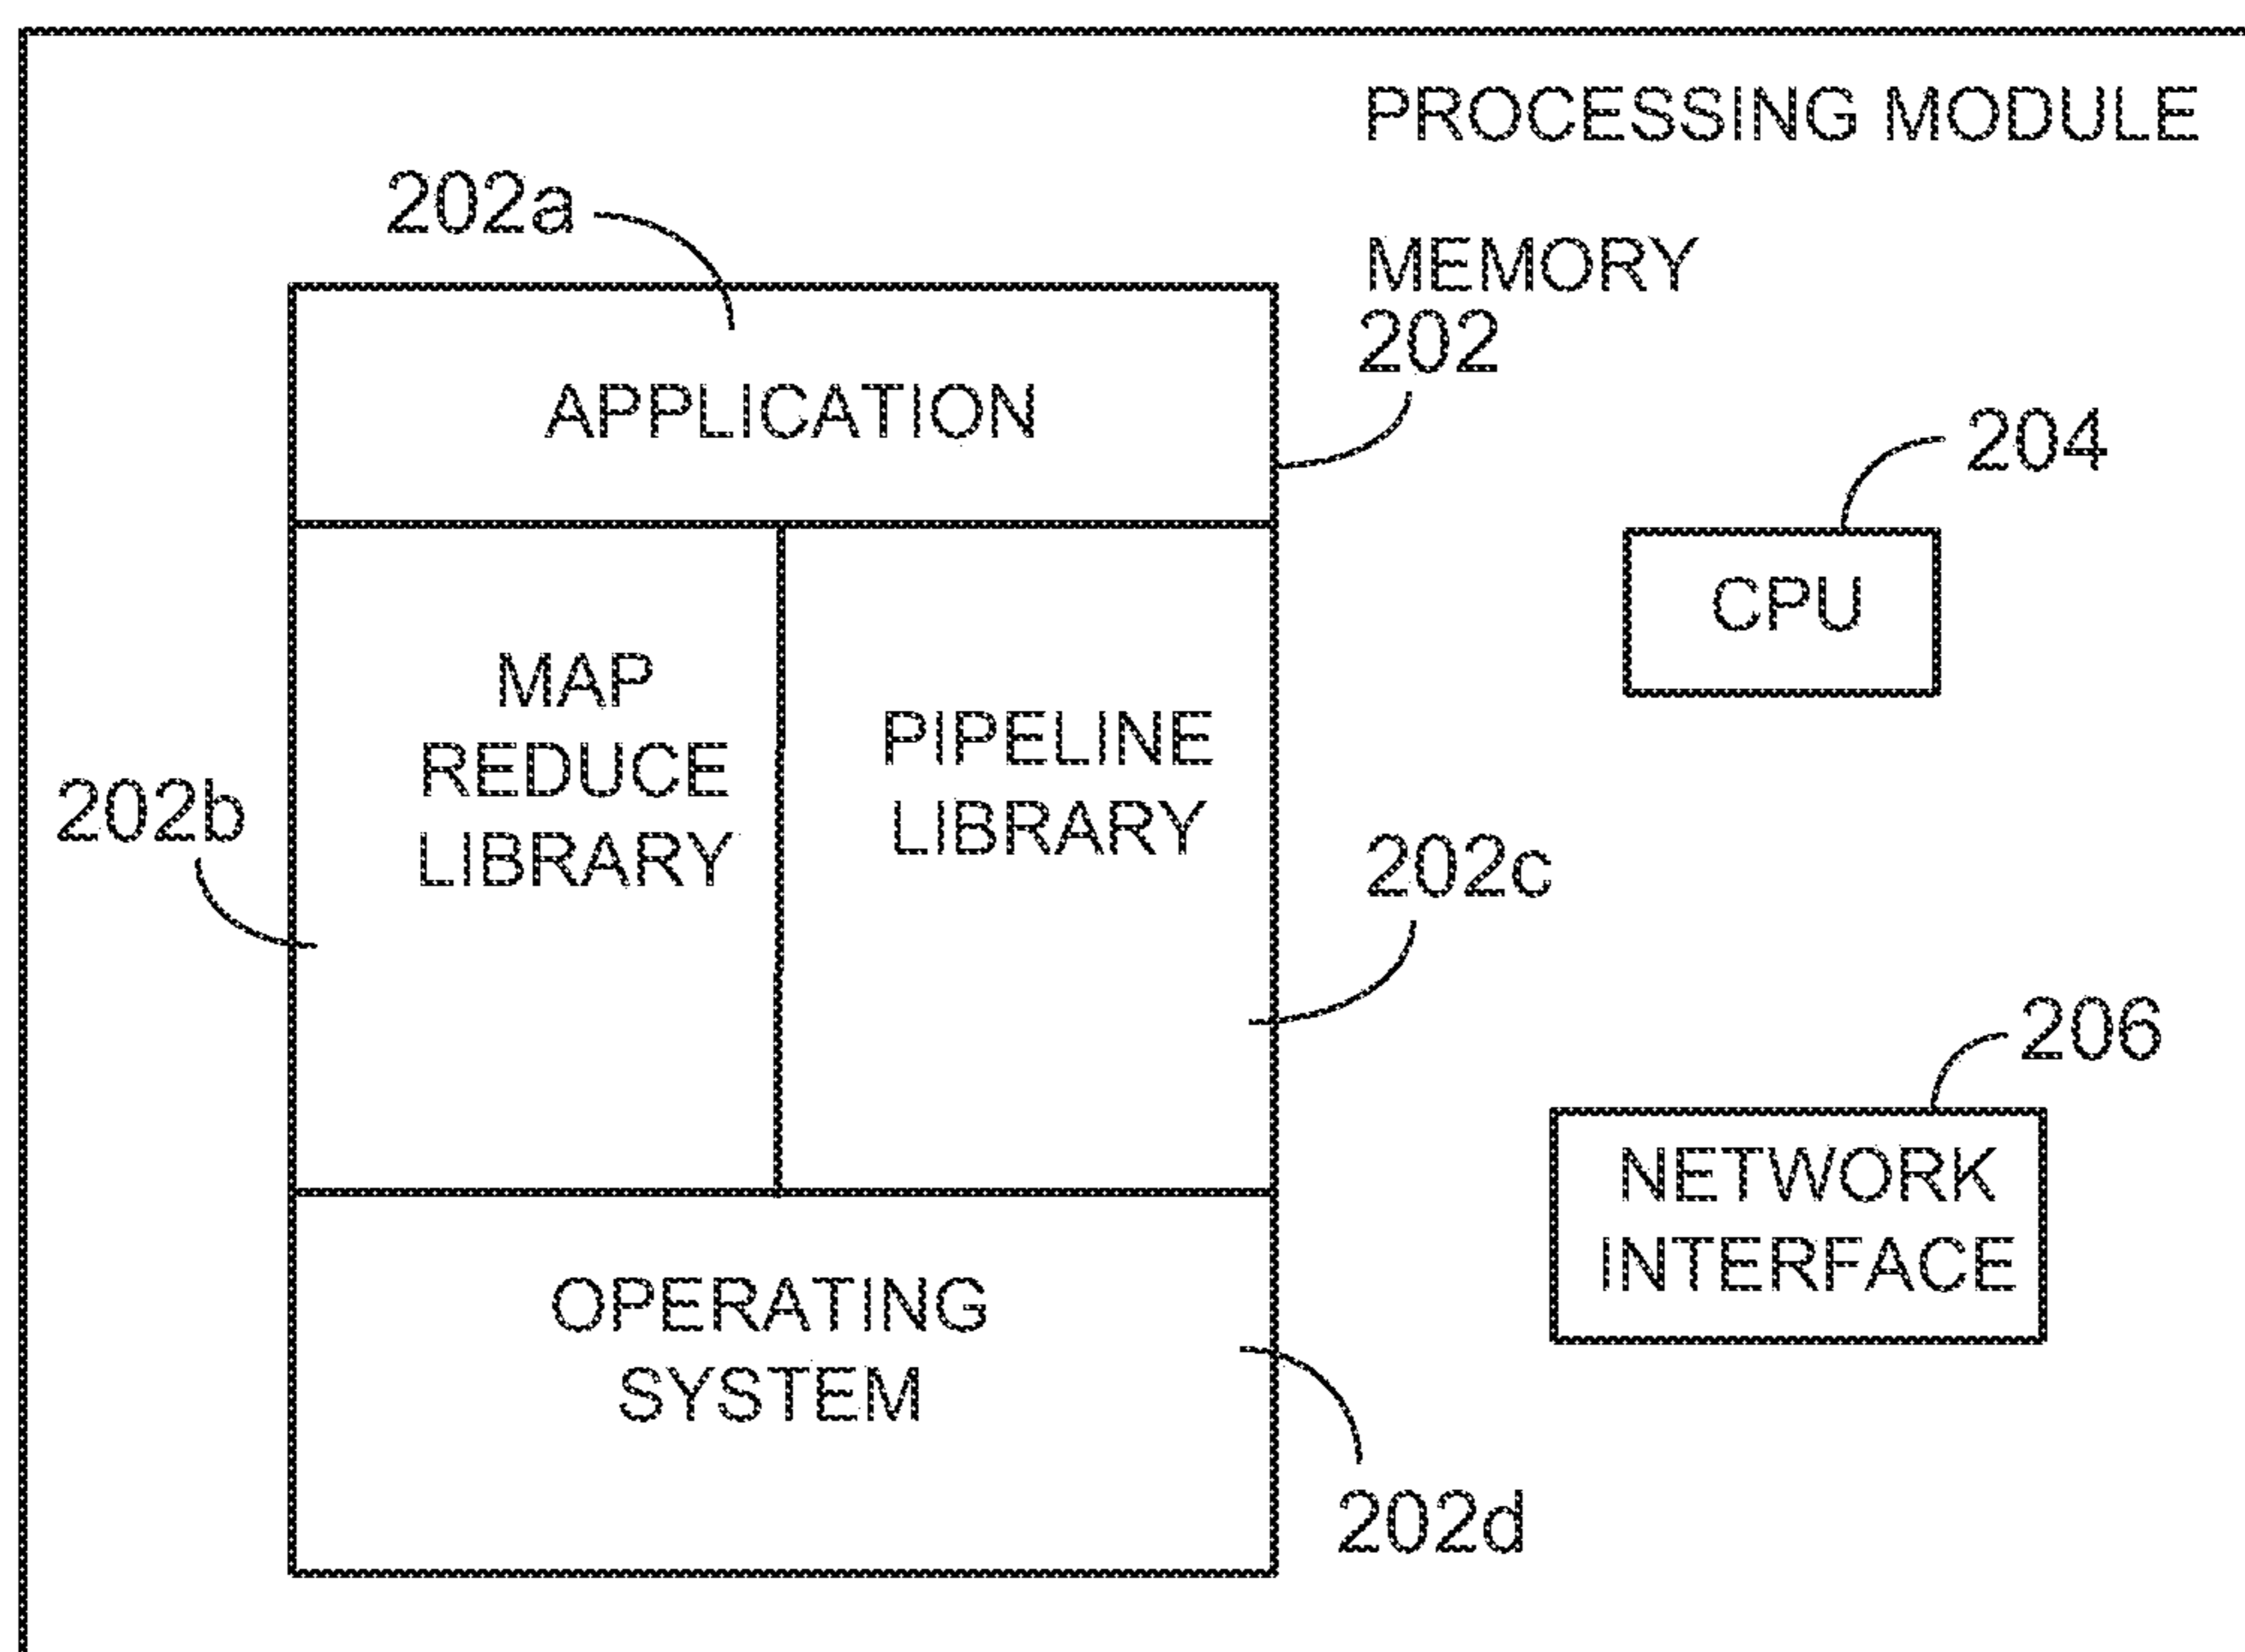 PROCESSING MODULE
202a
MEMORY
202
APPLICATION
204
CPU
MAP
REDUCE
LIBRARY
PIPELINE
LIBRARY
202b
202c
206
NETWORK
INTERFACE
OPERATING
SYSTEM
202d